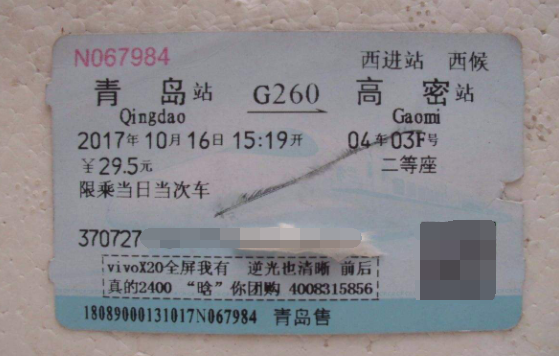 N067984 西进站 西候
青岛站 G260 高密站
Qingdao Gaomi
2017年10月16日15:19开 04车03F号
￥29.5元 二等座
限乘当日当次车
370727
vivoX20全屏我有 逆光也清晰 前后
真的2400 “啥”你团购 4008315856
18089000131017N067984 青岛售